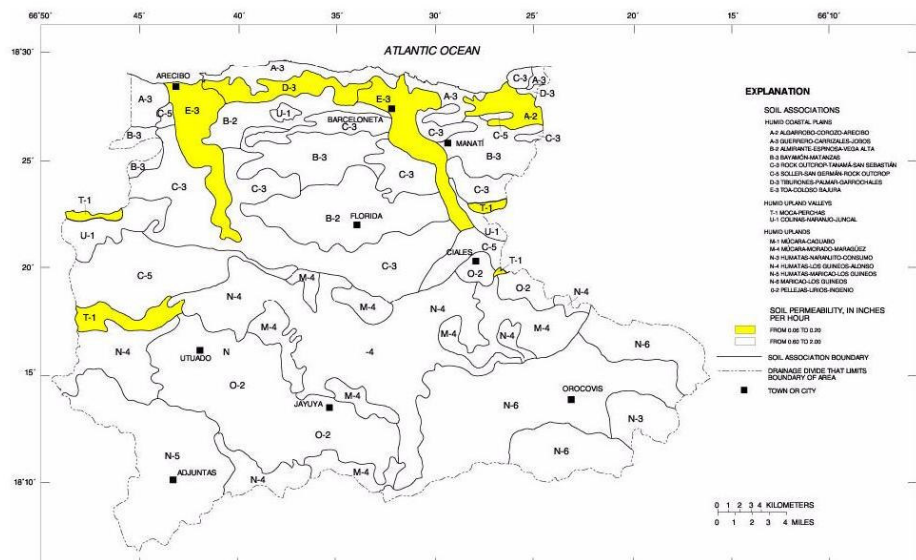 66°50' 45' 40' 35' 30' 25' 20' 15' 66°10'
18°30'
ATLANTIC OCEAN
ARECIBO
A-3
A-3
C-5
E-3
D-3
B-2
U-1
BARCELONETA
C-3
E-3
A-3
C-3
A-3
D-3
A-2
C-5
C-3
C-3
MANATÍ
B-3
25'
B-3
B-3
C-3
C-3
B-3
C-3
C-3
T-1
U-1
T-1
B-2
FLORIDA
U-1
C-5
CIALES
20'
C-5
C-3
O-2
T-1
O-2
N-4
M-4
N-4
M-4
N-4
T-1
M-4
M-4
N-4
M-4
N-4
UTUADO
N
-4
N-6
15'
O-2
M-4
JAYUYA
O-2
N-6
OROCOVIS
N-3
N-6
N-5
ADJUNTAS
18°10'
N-4
M-4
EXPLANATION
SOIL ASSOCIATIONS
HUMID COASTAL PLAINS
A-2 ALGARROBO-COROZO-ARECIBO
A-3 GUERRERO-CARRIZALES-JOBOS
B-2 ALMIRANTE-ESPINOSA-VEGA ALTA
B-3 BAYAMÓN-MATANZAS
C-3 ROCK OUTCROP-TANAMÁ-SAN SEBASTIÁN
C-5 SOLLER-SAN GERMÁN-ROCK OUTCROP
D-3 TIBURONES-PALMAR-GARROCHALES
E-3 TOA-COLOSO BAJURA
HUMID UPLAND VALLEYS
T-1 MOCA-PERCHAS
U-1 COLINAS-NARANJO-JUNCAL
HUMID UPLANDS
M-1 MÚCARA-CAGUABO
M-4 MÚCARA-MORADO-MARAGÜEZ
N-3 HUMATAS-NARANJITO-CONSUMO
N-4 HUMATAS-LOS GUINEOS-ALONSO
N-5 HUMATAS-MARICAO-LOS GUINEOS
N-6 MARICAO-LOS GUINEOS
O-2 PELLEJAS-LIRIOS-INGENIO
SOIL PERMEABILITY, IN INCHES
PER HOUR
FROM 0.06 TO 0.20
FROM 0.60 TO 2.00
SOIL ASSOCIATION BOUNDARY
DRAINAGE DIVIDE THAT LIMITS
BOUNDARY OF AREA
TOWN OR CITY
0 1 2 3 4 KILOMETERS
0 1 2 3 4 MILES